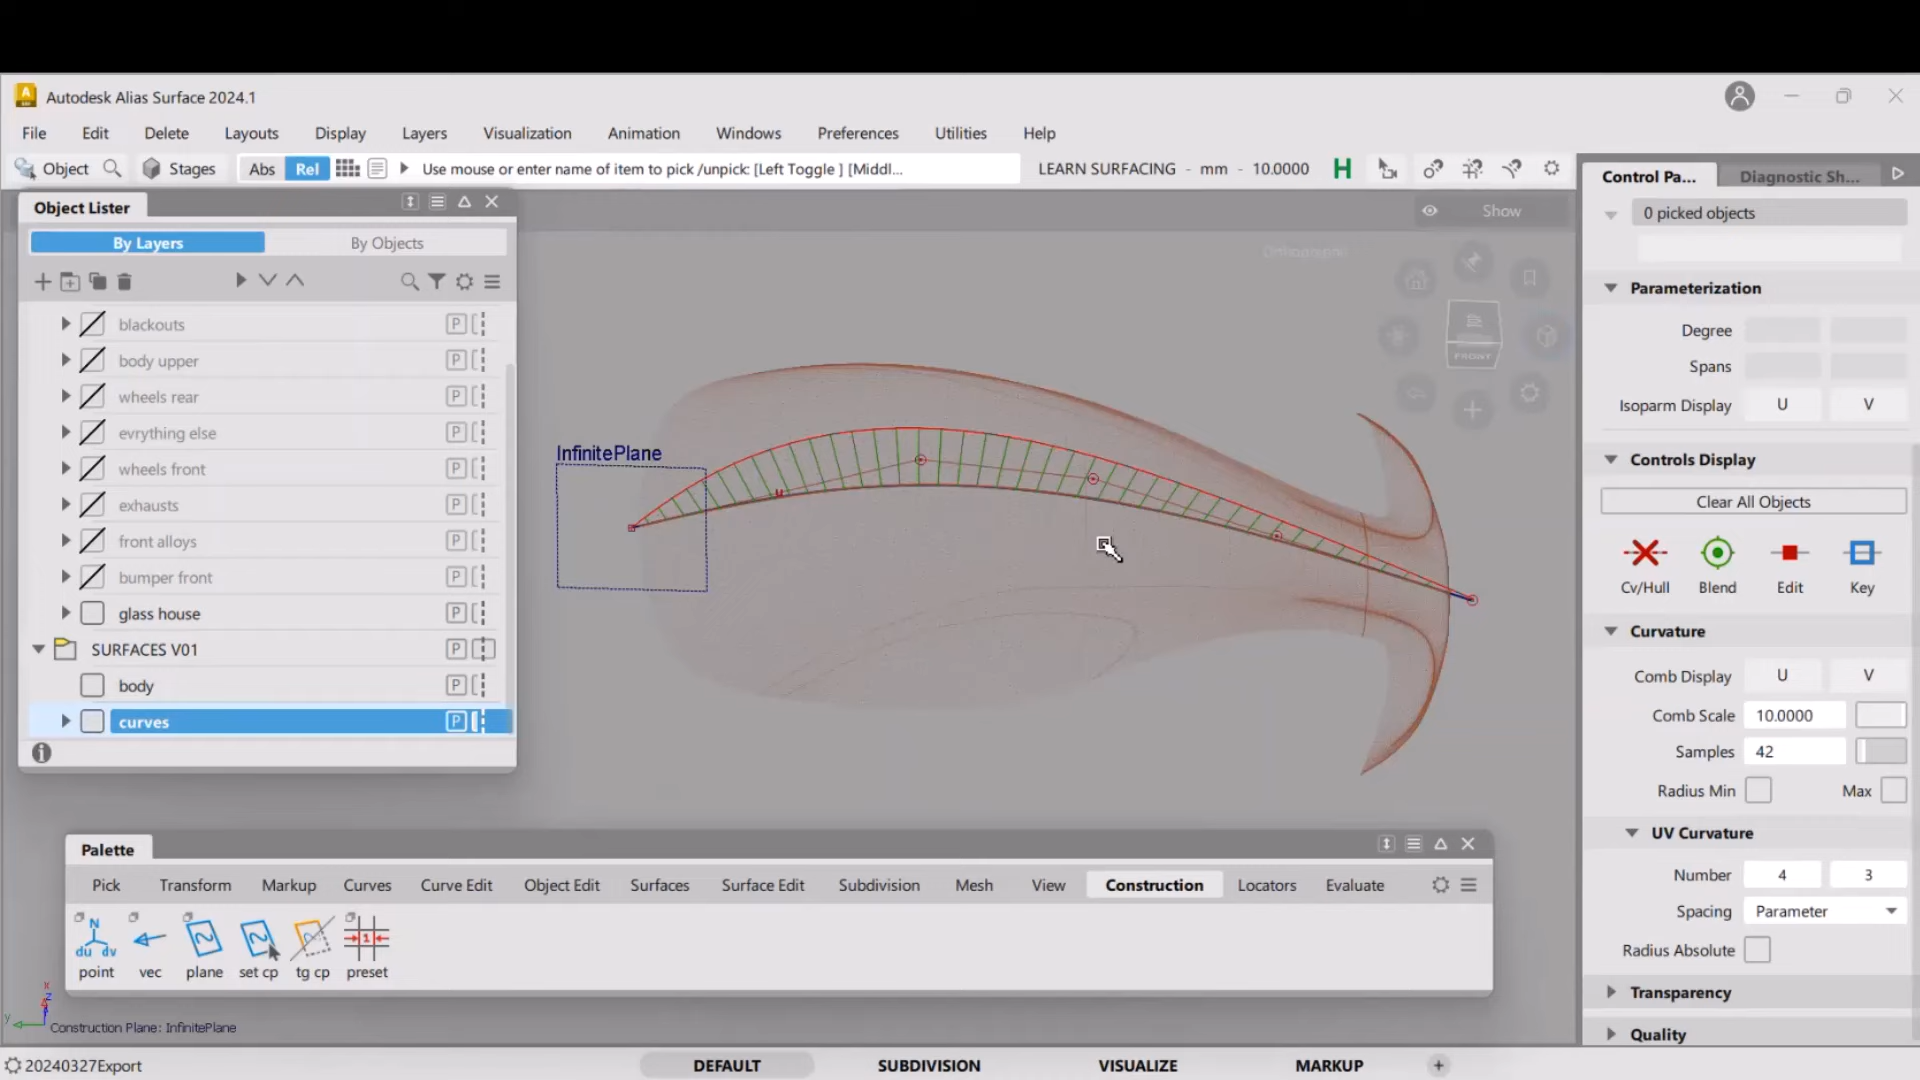 Autodesk Alias Surface 2024.1
File Edit Delete Layouts Display Layers Visualization Animation Windows Preferences Utilities Help
Object Stages Abs Rel Use mouse or enter name of item to pick /unpick: [Left Toggle ] [Middl... LEARN SURFACING - mm - 10.0000 H
Control Pa... Diagnostic Sh...
Object Lister
Show
0 picked objects
By Layers By Objects
Orthographic
Parameterization
blackouts P
Degree
FRONT
body upper P
Spans
wheels rear P
Isoparm Display U V
evrything else P
InfinitePlane
Controls Display
wheels front P
u
Clear All Objects
exhausts P
front alloys P
bumper front P
Cv/Hull Blend Edit Key
glass house P
Curvature
SURFACES V01 P
Comb Display U V
body P
Comb Scale 10.0000
curves P
Samples 42
Radius Min Max
UV Curvature
Palette
Number 4 3
Pick Transform Markup Curves Curve Edit Object Edit Surfaces Surface Edit Subdivision Mesh View Construction Locators Evaluate
Spacing Parameter
N
du dv
1
Radius Absolute
point vec plane set cp tg cp preset
Transparency
x
z
y
Construction Plane: InfinitePlane
Quality
20240327Export DEFAULT SUBDIVISION VISUALIZE MARKUP